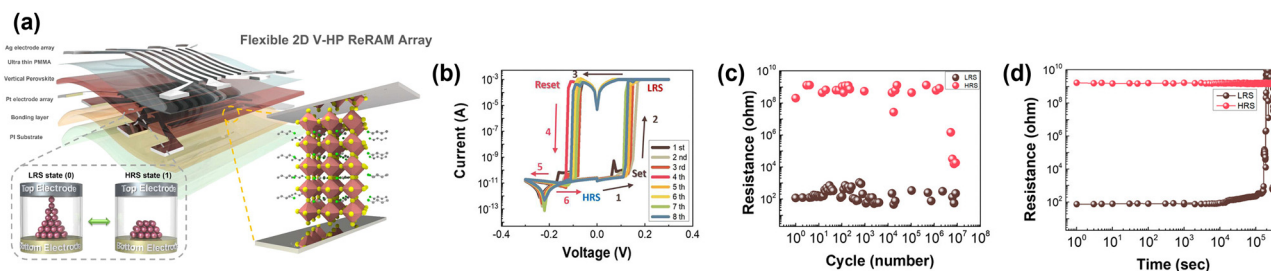 (a)
Flexible 2D V-HP ReRAM Array
Ag electrode array
Ultra thin PMMA
Vertical Perovskite
Pt electrode array
Bonding layer
PI Substrate
LRS state (0)
HRS state (1)
Top Electrode
Top Electrode
Bottom Electrode
Bottom Electrode
(b)
Current (A)
10⁻³
10⁻⁵
10⁻⁷
10⁻⁹
10⁻¹¹
10⁻¹³
Reset
3
LRS
4
2
5
Set
6
HRS
1
1 st
2 nd
3 rd
4 th
5 th
6 th
7 th
8 th
-0.4
-0.2
0.0
0.2
0.4
Voltage (V)
(c)
Resistance (ohm)
10¹⁰
10⁸
10⁶
10⁴
10²
LRS
HRS
10⁰ 10¹ 10² 10³ 10⁴ 10⁵ 10⁶ 10⁷ 10⁸
Cycle (number)
(d)
Resistance (ohm)
10¹⁰
10⁸
10⁶
10⁴
10²
LRS
HRS
10⁰ 10¹ 10² 10³ 10⁴ 10⁵
Time (sec)